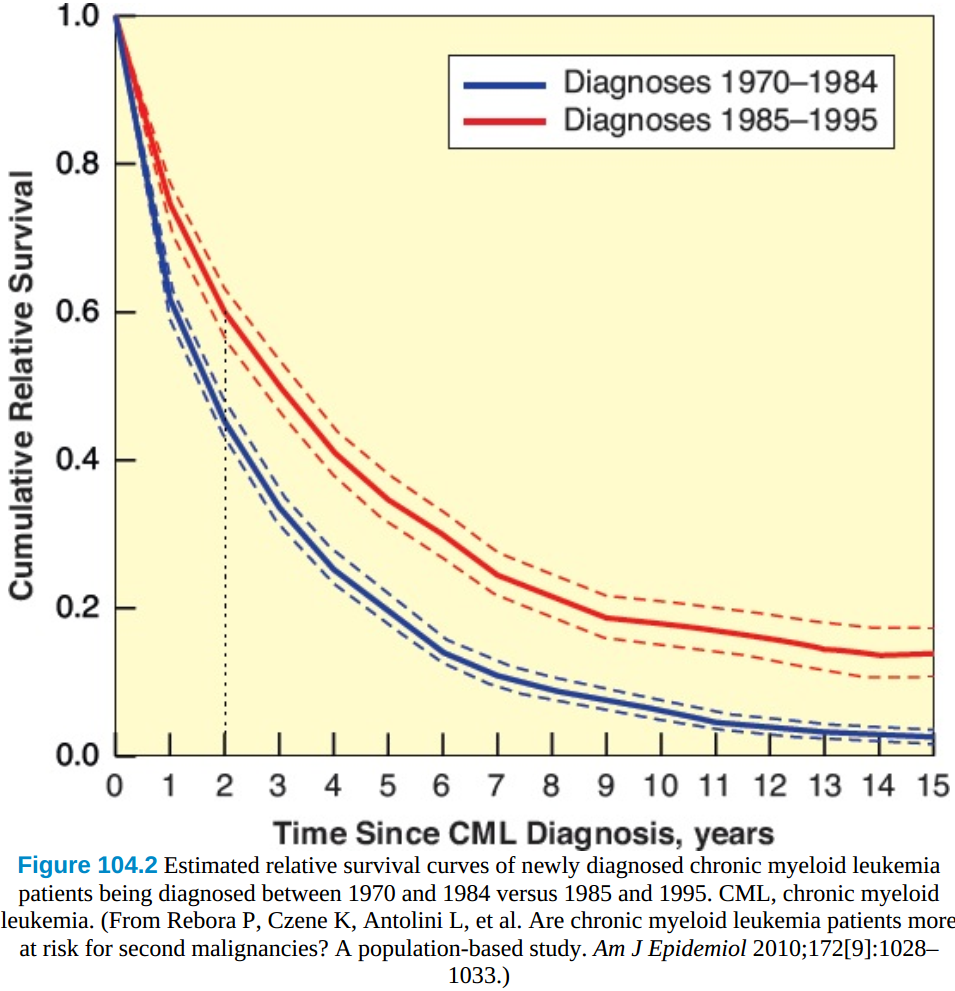 1.0
0.8
0.6
0.4
0.2
0.0
Cumulative Relative Survival
Diagnoses 1970–1984
Diagnoses 1985–1995
0 1 2 3 4 5 6 7 8 9 10 11 12 13 14 15
Time Since CML Diagnosis, years
Figure 104.2 Estimated relative survival curves of newly diagnosed chronic myeloid leukemia
patients being diagnosed between 1970 and 1984 versus 1985 and 1995. CML, chronic myeloid
leukemia. (From Rebora P, Czene K, Antolini L, et al. Are chronic myeloid leukemia patients more
at risk for second malignancies? A population-based study. Am J Epidemiol 2010;172[9]:1028–
1033.)